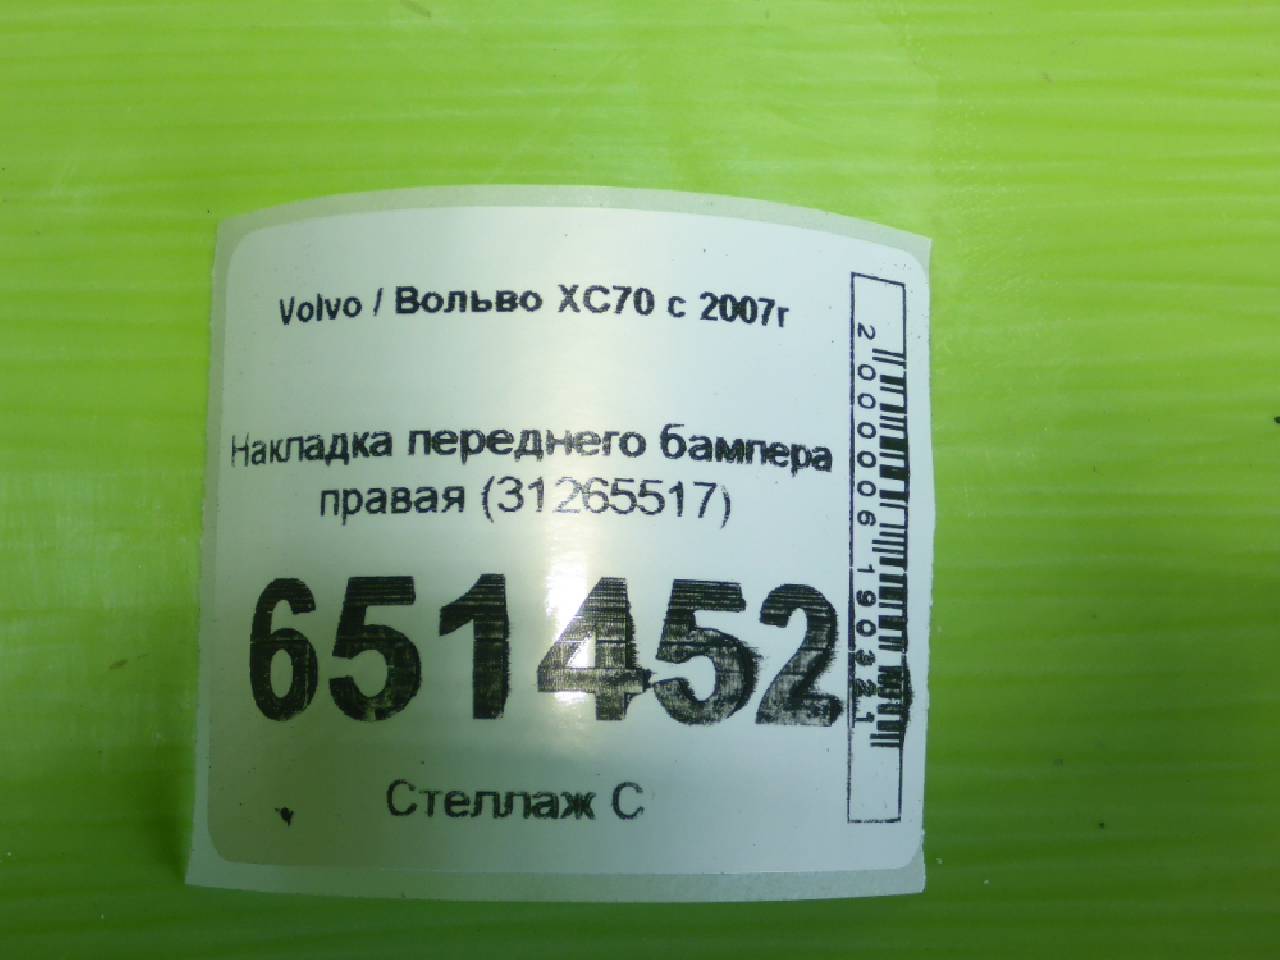 Volvo / Вольво XC70 с 2007г
Накладка переднего бампера
правая (31265517)
651452
Стеллаж С
2000006190321